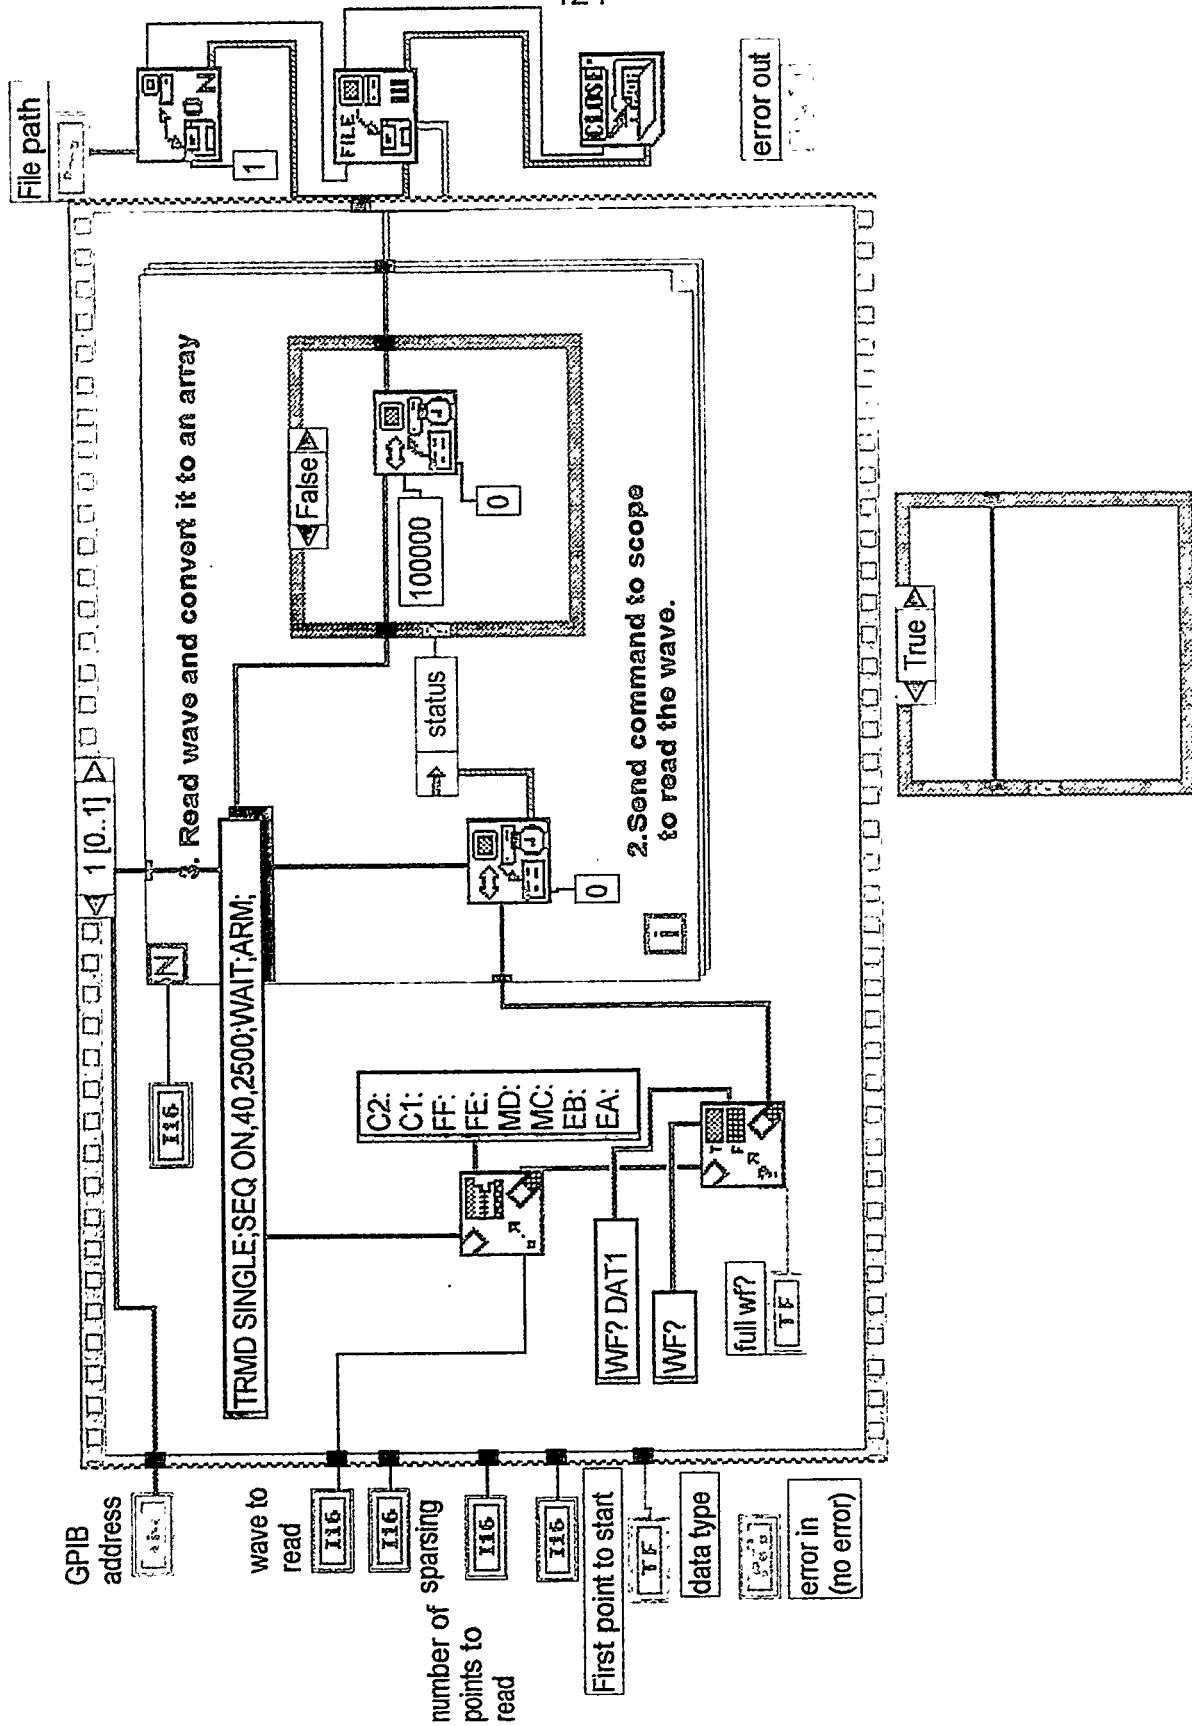 GPIB
address
wave to
read
I16
I16
sparsing
number of
points to
read
I16
I16
First point to start
TF
data type
error in
(no error)
1 [0..1]
N
I16
TRMD SINGLE;SEQ ON,40,2500;WAIT;ARM;
3. Read wave and convert it to an array
False
100000
0
status
0
2.Send command to scope
to read the wave.
i
C2:
C1:
FF:
FE:
MD:
MC:
EB:
EA:
WF? DAT1
WF?
full wf?
TF
T
F
True
File path
N
1
FILE
CLOSE
error out